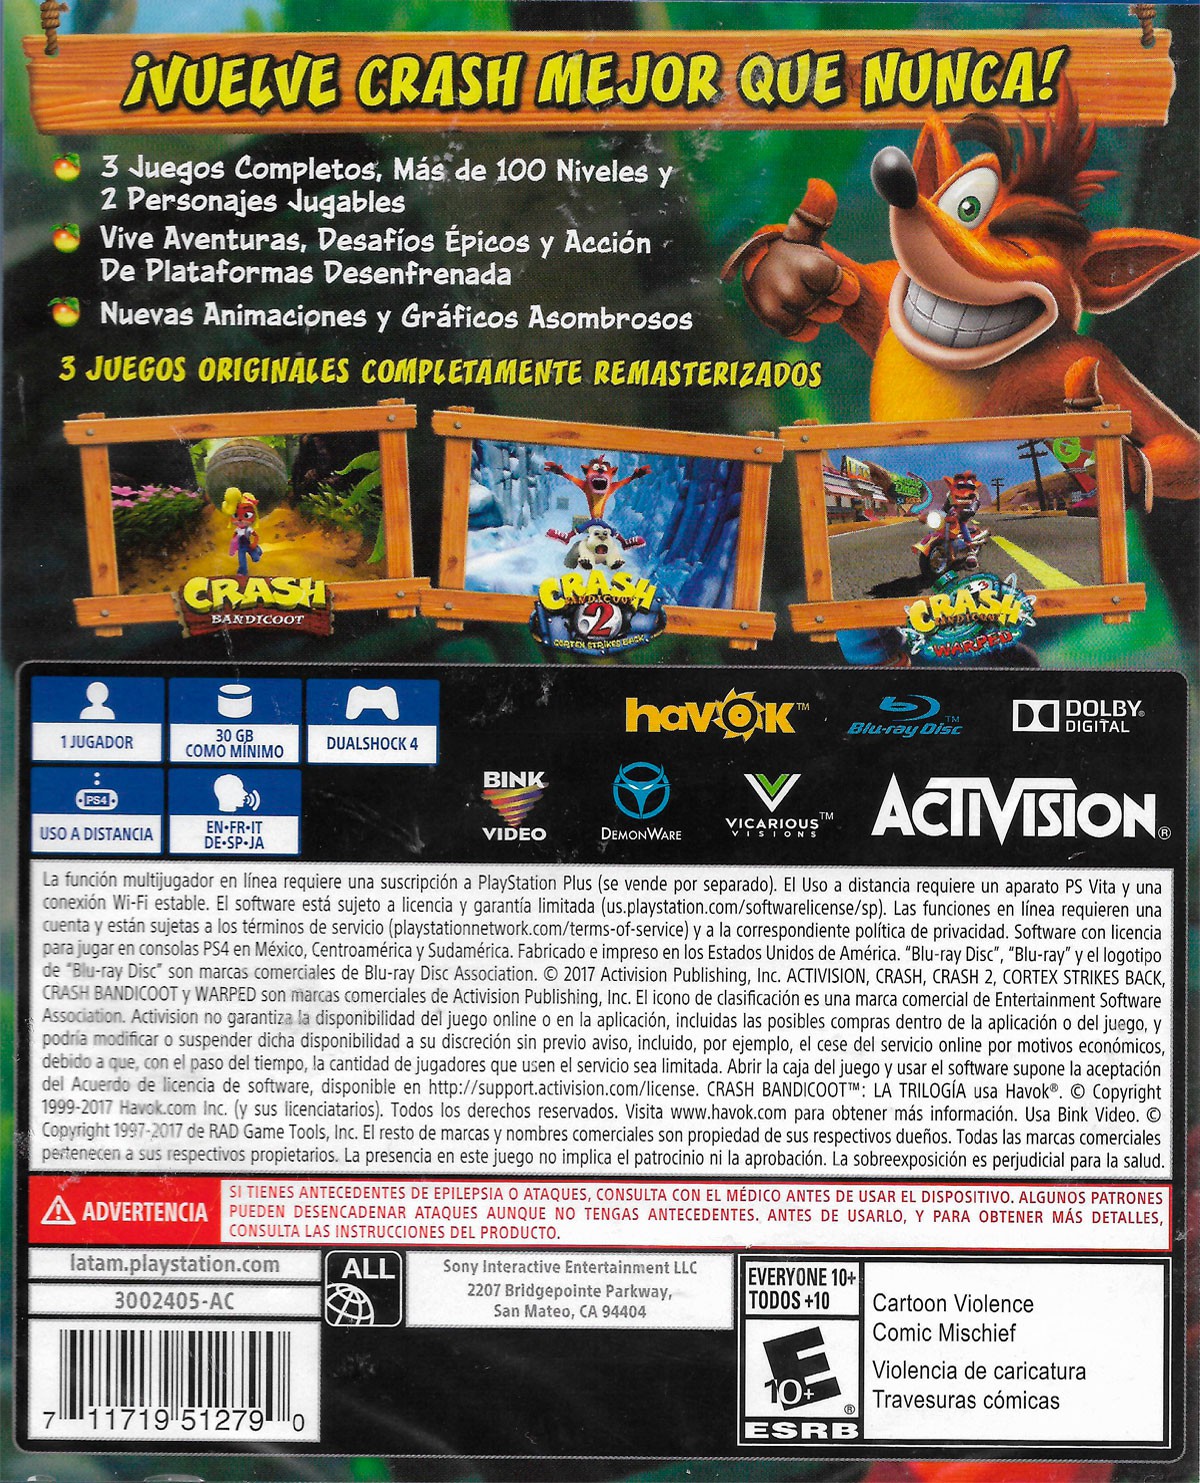 ¡VUELVE CRASH MEJOR QUE NUNCA!
3 Juegos Completos, Más de 100 Niveles y
2 Personajes Jugables
Vive Aventuras, Desafíos Épicos y Acción
De Plataformas Desenfrenada
Nuevas Animaciones y Gráficos Asombrosos
3 JUEGOS ORIGINALES COMPLETAMENTE REMASTERIZADOS
CRASH
BANDICOOT
CRASH
BANDICOOT
2
CORTEX STRIKES BACK
3
CRASH
BANDICOOT
WARPED
1 JUGADOR
30 GB
COMO MÍNIMO
DUALSHOCK 4
PS4
USO A DISTANCIA
EN•FR•IT
DE•SP•JA
havok™
Blu-ray Disc™
DOLBY®
DIGITAL
BINK
VIDEO
DEMONWARE
VICARIOUS™
VISIONS
ACTIVISION®
La función multijugador en línea requiere una suscripción a PlayStation Plus (se vende por separado). El Uso a distancia requiere un aparato PS Vita y una
conexión Wi-Fi estable. El software está sujeto a licencia y garantía limitada (us.playstation.com/softwarelicense/sp). Las funciones en línea requieren una
cuenta y están sujetas a los términos de servicio (playstationnetwork.com/terms-of-service) y a la correspondiente política de privacidad. Software con licencia
para jugar en consolas PS4 en México, Centroamérica y Sudamérica. Fabricado e impreso en los Estados Unidos de América. “Blu-ray Disc”, “Blu-ray” y el logotipo
de “Blu-ray Disc” son marcas comerciales de Blu-ray Disc Association. © 2017 Activision Publishing, Inc. ACTIVISION, CRASH, CRASH 2, CORTEX STRIKES BACK,
CRASH BANDICOOT y WARPED son marcas comerciales de Activision Publishing, Inc. El icono de clasificación es una marca comercial de Entertainment Software
Association. Activision no garantiza la disponibilidad del juego online o en la aplicación, incluidas las posibles compras dentro de la aplicación o del juego, y
podría modificar o suspender dicha disponibilidad a su discreción sin previo aviso, incluido, por ejemplo, el cese del servicio online por motivos económicos,
debido a que, con el paso del tiempo, la cantidad de jugadores que usen el servicio sea limitada. Abrir la caja del juego y usar el software supone la aceptación
del Acuerdo de licencia de software, disponible en http://support.activision.com/license. CRASH BANDICOOT™: LA TRILOGÍA usa Havok®. © Copyright
1999-2017 Havok.com Inc. (y sus licenciatarios). Todos los derechos reservados. Visita www.havok.com para obtener más información. Usa Bink Video. ©
Copyright 1997-2017 de RAD Game Tools, Inc. El resto de marcas y nombres comerciales son propiedad de sus respectivos dueños. Todas las marcas comerciales
pertenecen a sus respectivos propietarios. La presencia en este juego no implica el patrocinio ni la aprobación. La sobreexposición es perjudicial para la salud.
ADVERTENCIA
SI TIENES ANTECEDENTES DE EPILEPSIA O ATAQUES, CONSULTA CON EL MÉDICO ANTES DE USAR EL DISPOSITIVO. ALGUNOS PATRONES
PUEDEN DESENCADENAR ATAQUES AUNQUE NO TENGAS ANTECEDENTES. ANTES DE USARLO, Y PARA OBTENER MÁS DETALLES,
CONSULTA LAS INSTRUCCIONES DEL PRODUCTO.
latam.playstation.com
3002405-AC
7 11719 51279 0
ALL
Sony Interactive Entertainment LLC
2207 Bridgepointe Parkway,
San Mateo, CA 94404
EVERYONE 10+
TODOS +10
E
10+
®
ESRB
Cartoon Violence
Comic Mischief
Violencia de caricatura
Travesuras cómicas